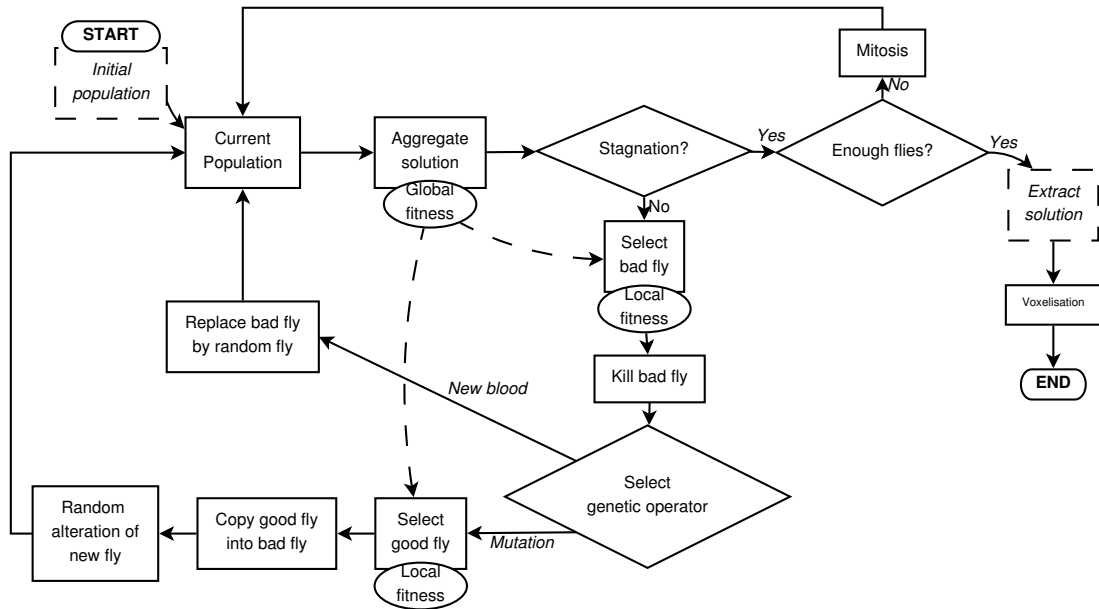 START
Initial
population
Current
Population
Aggregate
solution
Global
fitness
Stagnation?
Yes
Enough flies?
No
Mitosis
Yes
Extract
solution
Voxelisation
END
No
Select
bad fly
Local
fitness
Kill bad fly
Select
genetic operator
New blood
Replace bad fly
by random fly
Mutation
Select
good fly
Local
fitness
Copy good fly
into bad fly
Random
alteration of
new fly